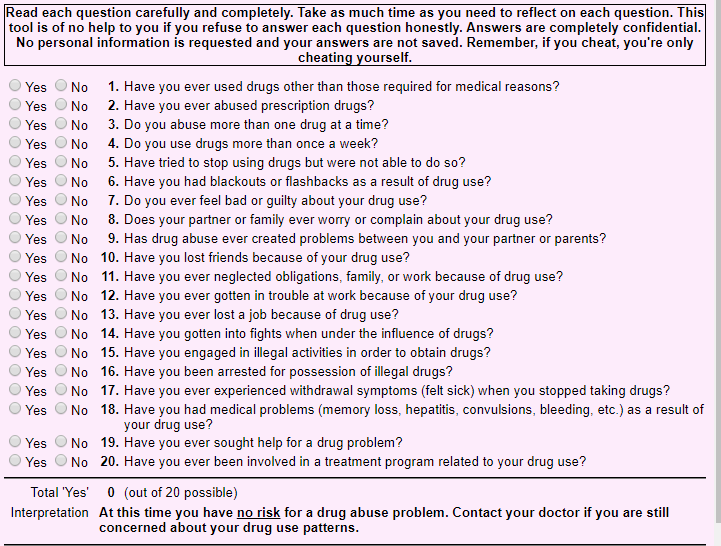 Read each question carefully and completely. Take as much time as you need to reflect on each question. This
tool is of no help to you if you refuse to answer each question honestly. Answers are completely confidential.
No personal information is requested and your answers are not saved. Remember, if you cheat, you're only
cheating yourself.
Yes No 1. Have you ever used drugs other than those required for medical reasons?
Yes No 2. Have you ever abused prescription drugs?
Yes No 3. Do you abuse more than one drug at a time?
Yes No 4. Do you use drugs more than once a week?
Yes No 5. Have tried to stop using drugs but were not able to do so?
Yes No 6. Have you had blackouts or flashbacks as a result of drug use?
Yes No 7. Do you ever feel bad or guilty about your drug use?
Yes No 8. Does your partner or family ever worry or complain about your drug use?
Yes No 9. Has drug abuse ever created problems between you and your partner or parents?
Yes No 10. Have you lost friends because of your drug use?
Yes No 11. Have you ever neglected obligations, family, or work because of drug use?
Yes No 12. Have you ever gotten in trouble at work because of your drug use?
Yes No 13. Have you ever lost a job because of drug use?
Yes No 14. Have you gotten into fights when under the influence of drugs?
Yes No 15. Have you engaged in illegal activities in order to obtain drugs?
Yes No 16. Have you been arrested for possession of illegal drugs?
Yes No 17. Have you ever experienced withdrawal symptoms (felt sick) when you stopped taking drugs?
Yes No 18. Have you had medical problems (memory loss, hepatitis, convulsions, bleeding, etc.) as a result of
your drug use?
Yes No 19. Have you ever sought help for a drug problem?
Yes No 20. Have you ever been involved in a treatment program related to your drug use?
Total 'Yes' 0 (out of 20 possible)
Interpretation At this time you have no risk for a drug abuse problem. Contact your doctor if you are still
concerned about your drug use patterns.